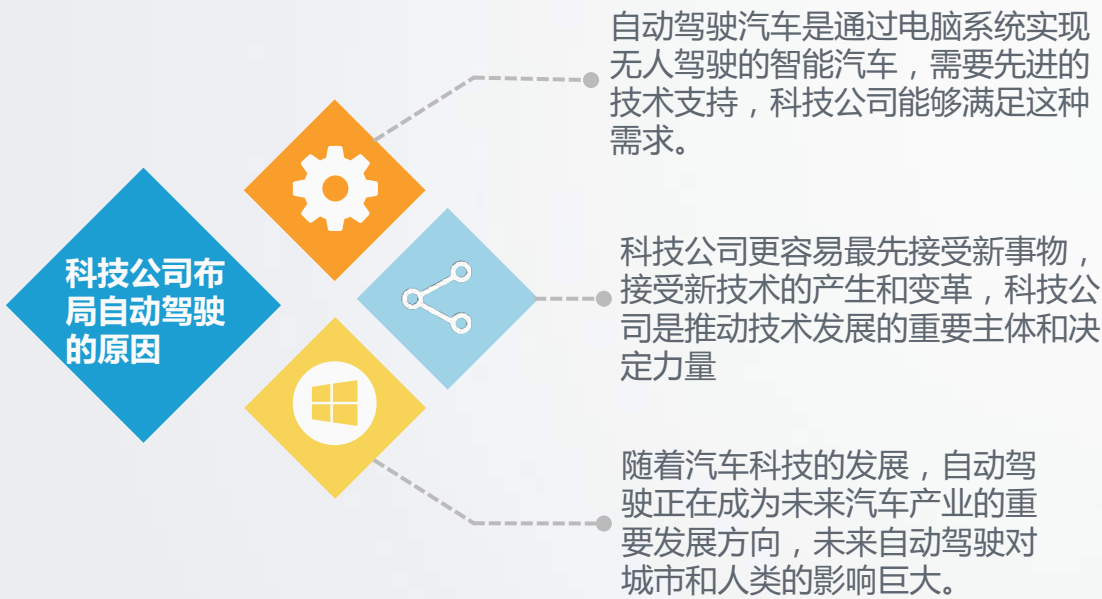 自动驾驶汽车是通过电脑系统实现
无人驾驶的智能汽车，需要先进的
技术支持，科技公司能够满足这种
需求。
科技公司布
局自动驾驶
的原因
科技公司更容易最先接受新事物，
接受新技术的产生和变革，科技公
司是推动技术发展的重要主体和决
定力量
随着汽车科技的发展，自动驾
驶正在成为未来汽车产业的重
要发展方向，未来自动驾驶对
城市和人类的影响巨大。